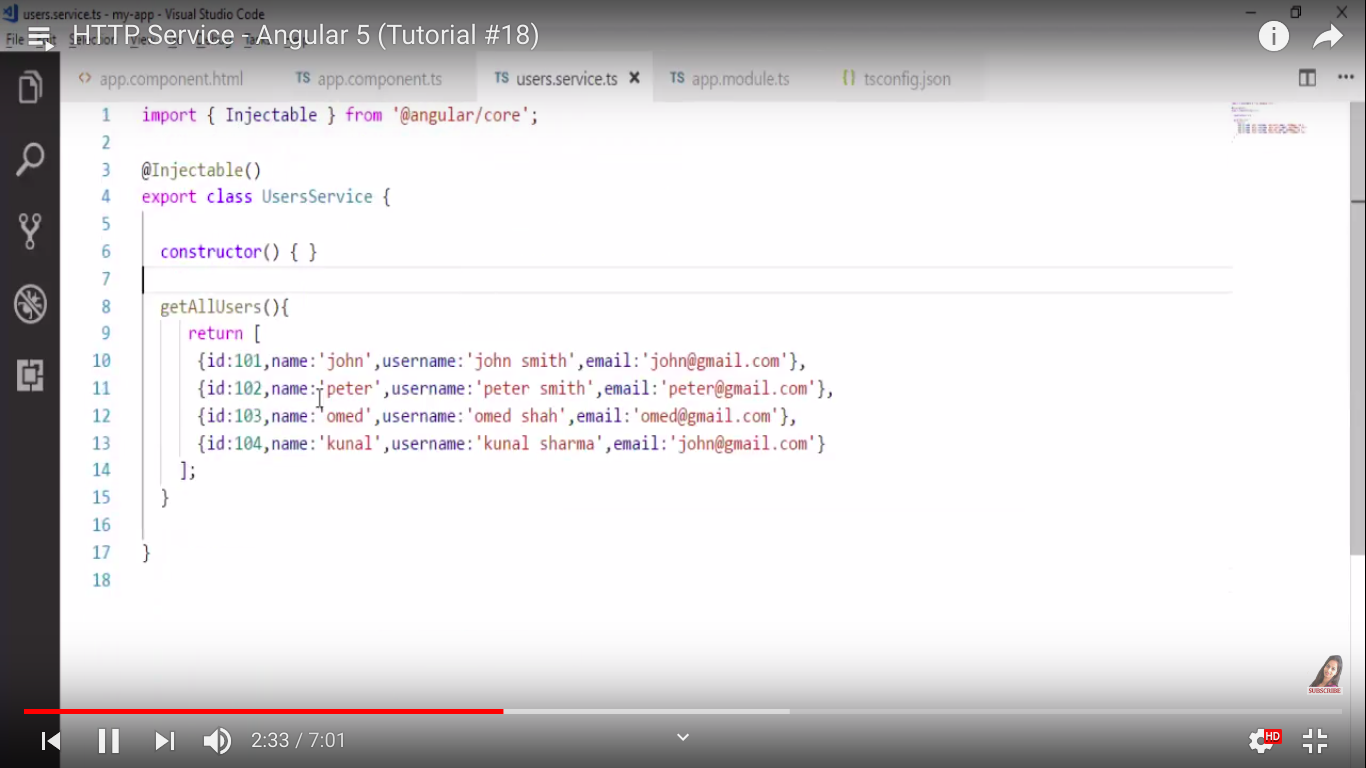 users.service.ts - my-app - Visual Studio Code
File
HTTP Service - Angular 5 (Tutorial #18)
app.component.html
TS app.component.ts
TS users.service.ts
TS app.module.ts
{} tsconfig.json
1 import { Injectable } from '@angular/core';
2
3 @Injectable()
4 export class UsersService {
5
6 constructor() { }
7
8 getAllUsers(){
9 return [
10 {id:101,name:'john',username:'john smith',email:'john@gmail.com'},
11 {id:102,name:'peter',username:'peter smith',email:'peter@gmail.com'},
12 {id:103,name:'omed',username:'omed shah',email:'omed@gmail.com'},
13 {id:104,name:'kunal',username:'kunal sharma',email:'john@gmail.com'}
14 ];
15 }
16
17 }
18
SUBSCRIBE
2:33 / 7:01
HD